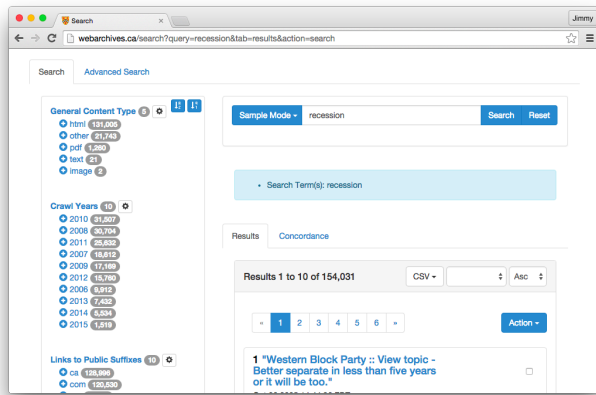 Search
Jimmy
webarchives.ca/search?query=recession&tab=results&action=search
Search Advanced Search
General Content Type 5
html 131,005
other 21,743
pdf 1,260
text 21
image 2
Crawl Years 10
2010 31,507
2008 30,704
2011 25,632
2007 18,612
2009 17,169
2012 15,760
2006 9,912
2013 7,432
2014 5,534
2015 1,519
Links to Public Suffixes 10
ca 128,996
com 120,530
Sample Mode recession Search Reset
Search Term(s): recession
Results Concordance
Results 1 to 10 of 154,031 CSV Asc
« 1 2 3 4 5 6 » Action
1 "Western Block Party :: View topic -
Better separate in less than five years
or it will be too."